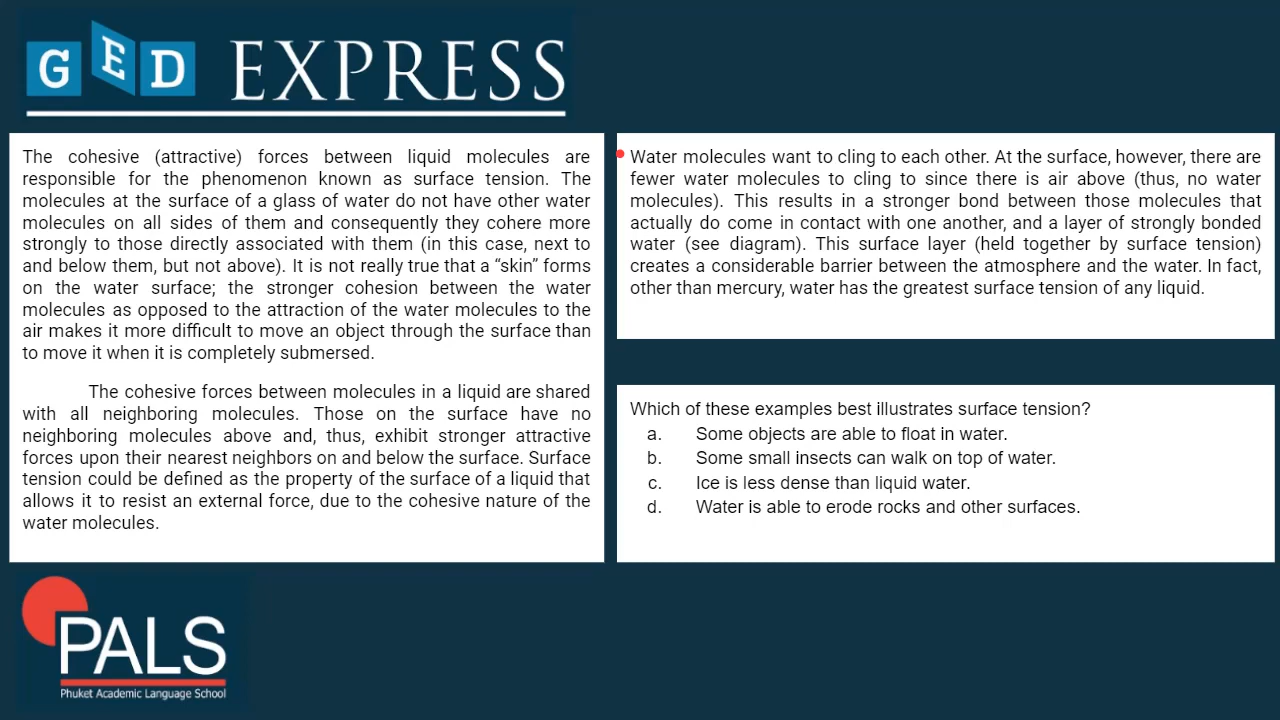 GED EXPRESS
The cohesive (attractive) forces between liquid molecules are
responsible for the phenomenon known as surface tension. The
molecules at the surface of a glass of water do not have other water
molecules on all sides of them and consequently they cohere more
strongly to those directly associated with them (in this case, next to
and below them, but not above). It is not really true that a “skin” forms
on the water surface; the stronger cohesion between the water
molecules as opposed to the attraction of the water molecules to the
air makes it more difficult to move an object through the surface than
to move it when it is completely submersed.
The cohesive forces between molecules in a liquid are shared
with all neighboring molecules. Those on the surface have no
neighboring molecules above and, thus, exhibit stronger attractive
forces upon their nearest neighbors on and below the surface. Surface
tension could be defined as the property of the surface of a liquid that
allows it to resist an external force, due to the cohesive nature of the
water molecules.
Water molecules want to cling to each other. At the surface, however, there are
fewer water molecules to cling to since there is air above (thus, no water
molecules). This results in a stronger bond between those molecules that
actually do come in contact with one another, and a layer of strongly bonded
water (see diagram). This surface layer (held together by surface tension)
creates a considerable barrier between the atmosphere and the water. In fact,
other than mercury, water has the greatest surface tension of any liquid.
Which of these examples best illustrates surface tension?
a. Some objects are able to float in water.
b. Some small insects can walk on top of water.
c. Ice is less dense than liquid water.
d. Water is able to erode rocks and other surfaces.
PALS
Phuket Academic Language School